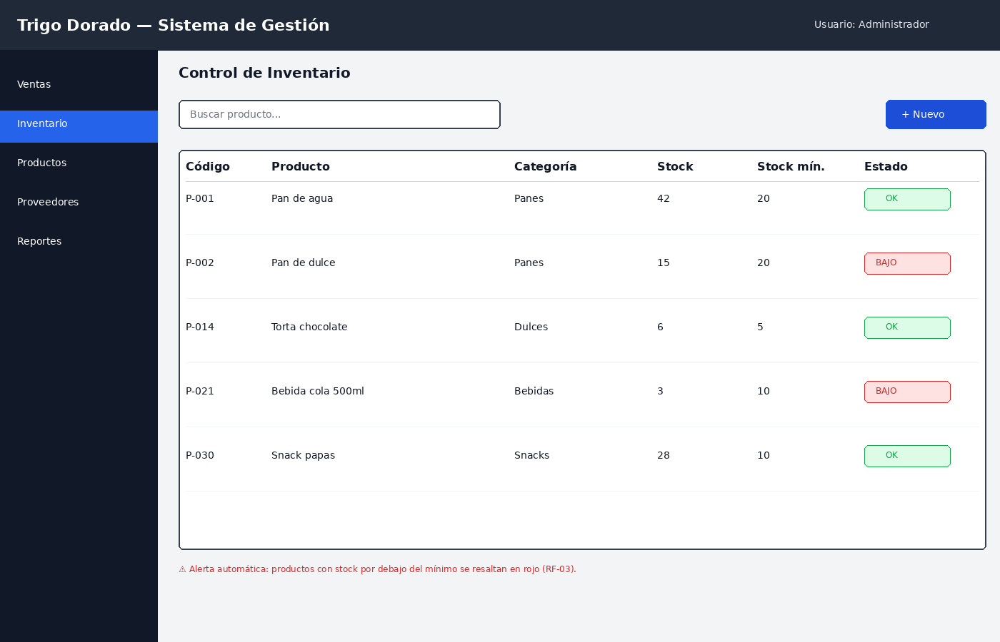 Trigo Dorado — Sistema de Gestión
Usuario: Administrador
Ventas
Inventario
Productos
Proveedores
Reportes
Control de Inventario
Buscar producto...
+ Nuevo
Código Producto Categoría Stock Stock mín. Estado
P-001 Pan de agua Panes 42 20 OK
P-002 Pan de dulce Panes 15 20 BAJO
P-014 Torta chocolate Dulces 6 5 OK
P-021 Bebida cola 500ml Bebidas 3 10 BAJO
P-030 Snack papas Snacks 28 10 OK
⚠ Alerta automática: productos con stock por debajo del mínimo se resaltan en rojo (RF-03).